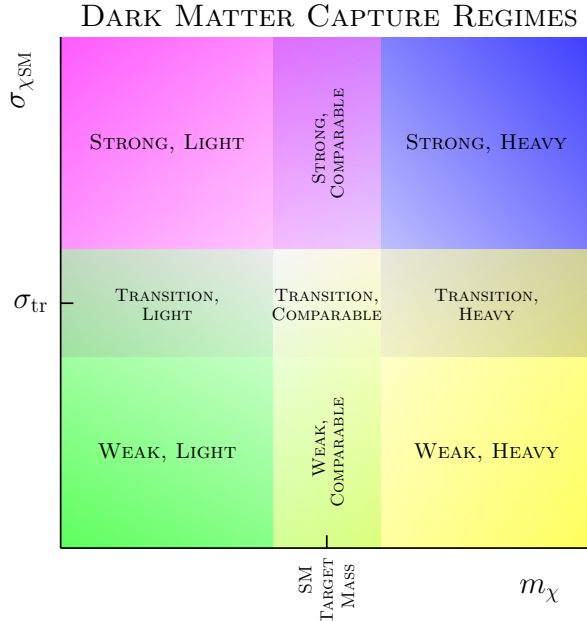 DARK MATTER CAPTURE REGIMES
σχSM
STRONG, LIGHT
STRONG,
COMPARABLE
STRONG, HEAVY
σtr
TRANSITION,
LIGHT
TRANSITION,
COMPARABLE
TRANSITION,
HEAVY
WEAK, LIGHT
WEAK,
COMPARABLE
WEAK, HEAVY
SM
TARGET
MASS
mχ